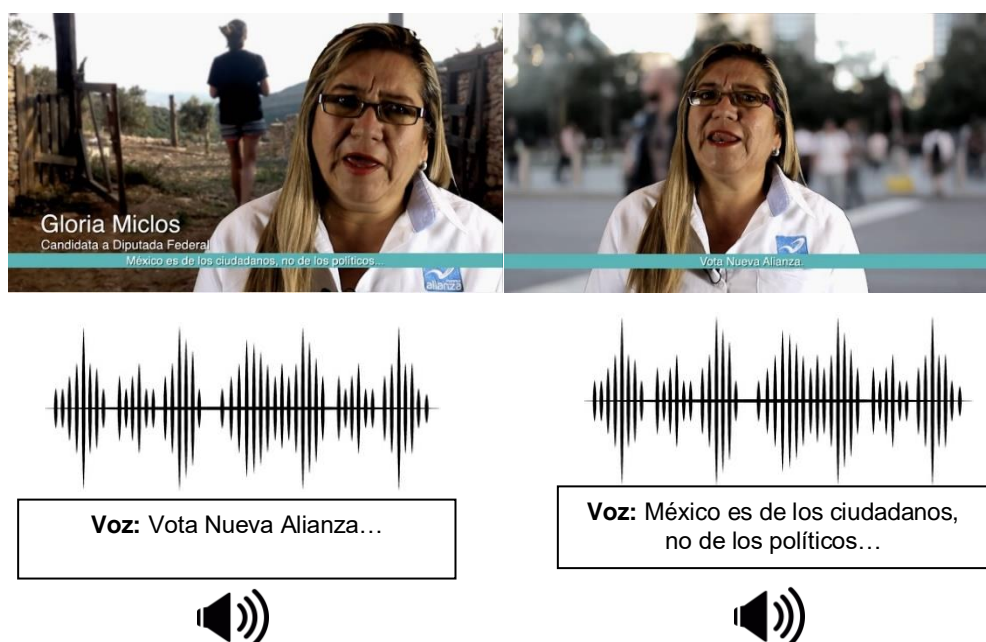 Gloria Miclos
Candidata a Diputada Federal
México es de los ciudadanos, no de los políticos...
alianza
Vota Nueva Alianza.
Voz: Vota Nueva Alianza…
Voz: México es de los ciudadanos,
no de los políticos…